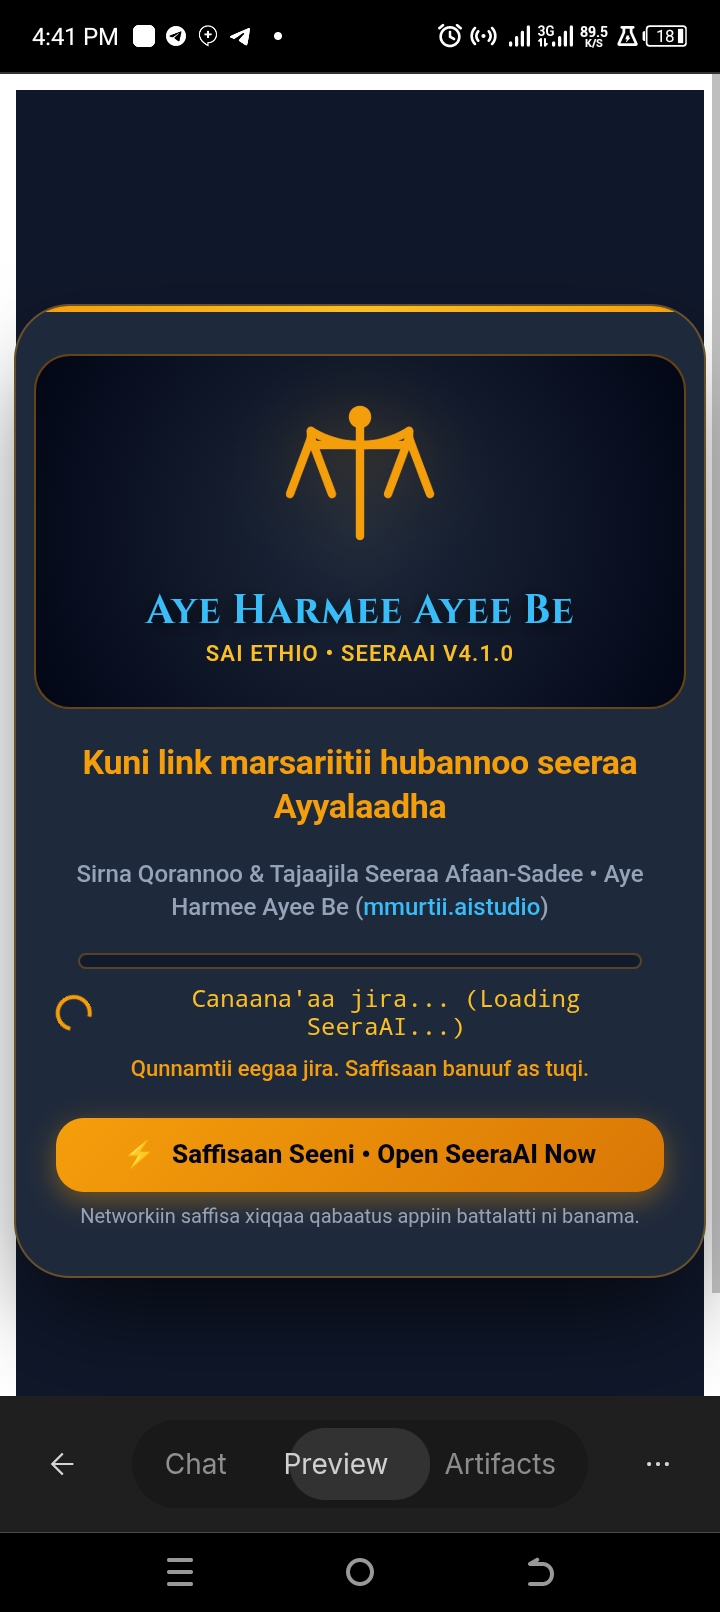 4:41 PM
3G
89.5
K/S
18
Aye Harmee Ayee Be
SAI ETHIO • SEERAAI V4.1.0
Kuni link marsariitii hubannoo seeraa
Ayyalaadha
Sirna Qorannoo & Tajaajila Seeraa Afaan-Sadee • Aye
Harmee Ayee Be (mmurtii.aistudio)
Canaana'aa jira... (Loading
SeeraAI...)
Qunnamtii eegaa jira. Saffisaan banuuf as tuqi.
⚡ Saffisaan Seeni • Open SeeraAI Now
Networkiin saffisa xiqqaa qabaatus appiin battalatti ni banama.
Chat Preview Artifacts